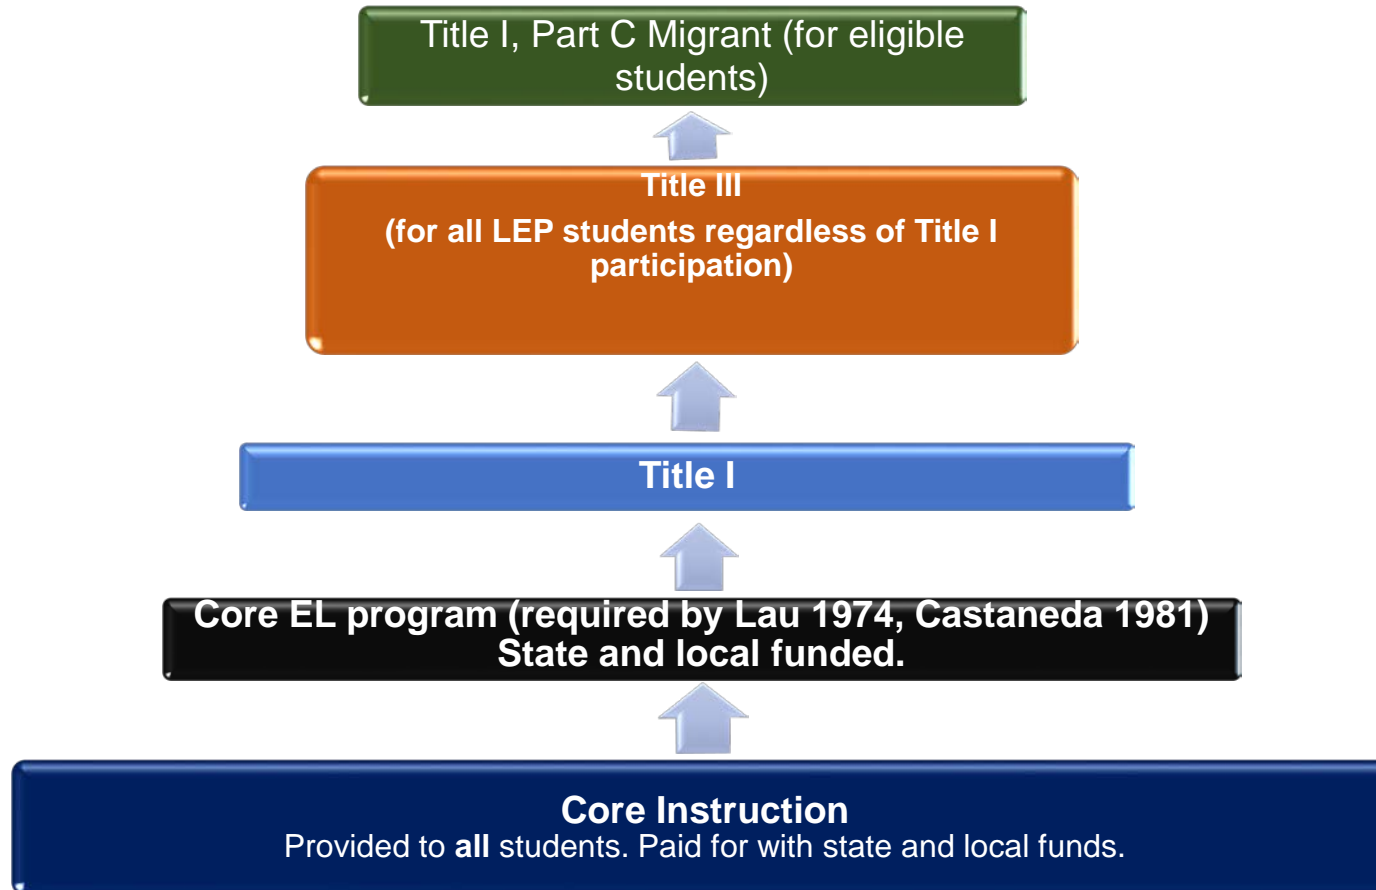 Title I, Part C Migrant (for eligible
students)
Title III
(for all LEP students regardless of Title I
participation)
Title I
Core EL program (required by Lau 1974, Castaneda 1981)
State and local funded.
Core Instruction
Provided to all students. Paid for with state and local funds.